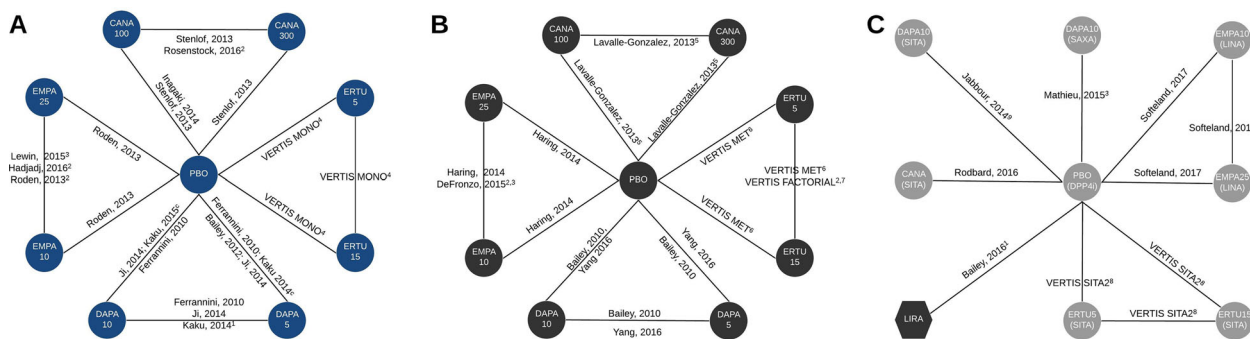 A
CANA
100
CANA
300
Stenlof, 2013
Rosenstock, 2016²
Inagaki, 2014
Stenlof, 2013
Stenlof, 2013
EMPA
25
ERTU
5
Roden, 2013
VERTIS MONO⁴
Lewin, 2015³
Hadjadj, 2016²
Roden, 2013²
PBO
VERTIS MONO⁴
Roden, 2013
VERTIS MONO⁴
EMPA
10
ERTU
15
Ji, 2014; Kaku, 2015ᶜ
Ferrannini, 2010
Ferrannini, 2010; Kaku 2014ᶜ
Bailey, 2012; Ji, 2014
DAPA
10
Ferrannini, 2010
Ji, 2014
Kaku, 2014¹
DAPA
5
B
CANA
100
CANA
300
Lavalle-Gonzalez, 2013⁵
Lavalle-Gonzalez, 2013⁵
Lavalle-Gonzalez, 2013⁵
EMPA
25
ERTU
5
Haring, 2014
VERTIS MET⁶
Haring, 2014
DeFronzo, 2015²,³
PBO
VERTIS MET⁶
VERTIS FACTORIAL²,⁷
Haring, 2014
VERTIS MET⁶
EMPA
10
ERTU
15
Bailey, 2010,
Yang 2016
Yang, 2016
Bailey, 2010
DAPA
10
Bailey, 2010
Yang, 2016
DAPA
5
C
DAPA10
(SITA)
DAPA10
(SAXA)
EMPA10
(LINA)
Jabbour, 2014⁹
Mathieu, 2015³
Softeland, 2017
Softeland, 201
CANA
(SITA)
Rodbard, 2016
PBO
(DPP4i)
Softeland, 2017
EMPA25
(LINA)
Bailey, 2016¹
VERTIS SITA2⁸
VERTIS SITA2⁸
LIRA
ERTU5
(SITA)
VERTIS SITA2⁸
ERTU15
(SITA)